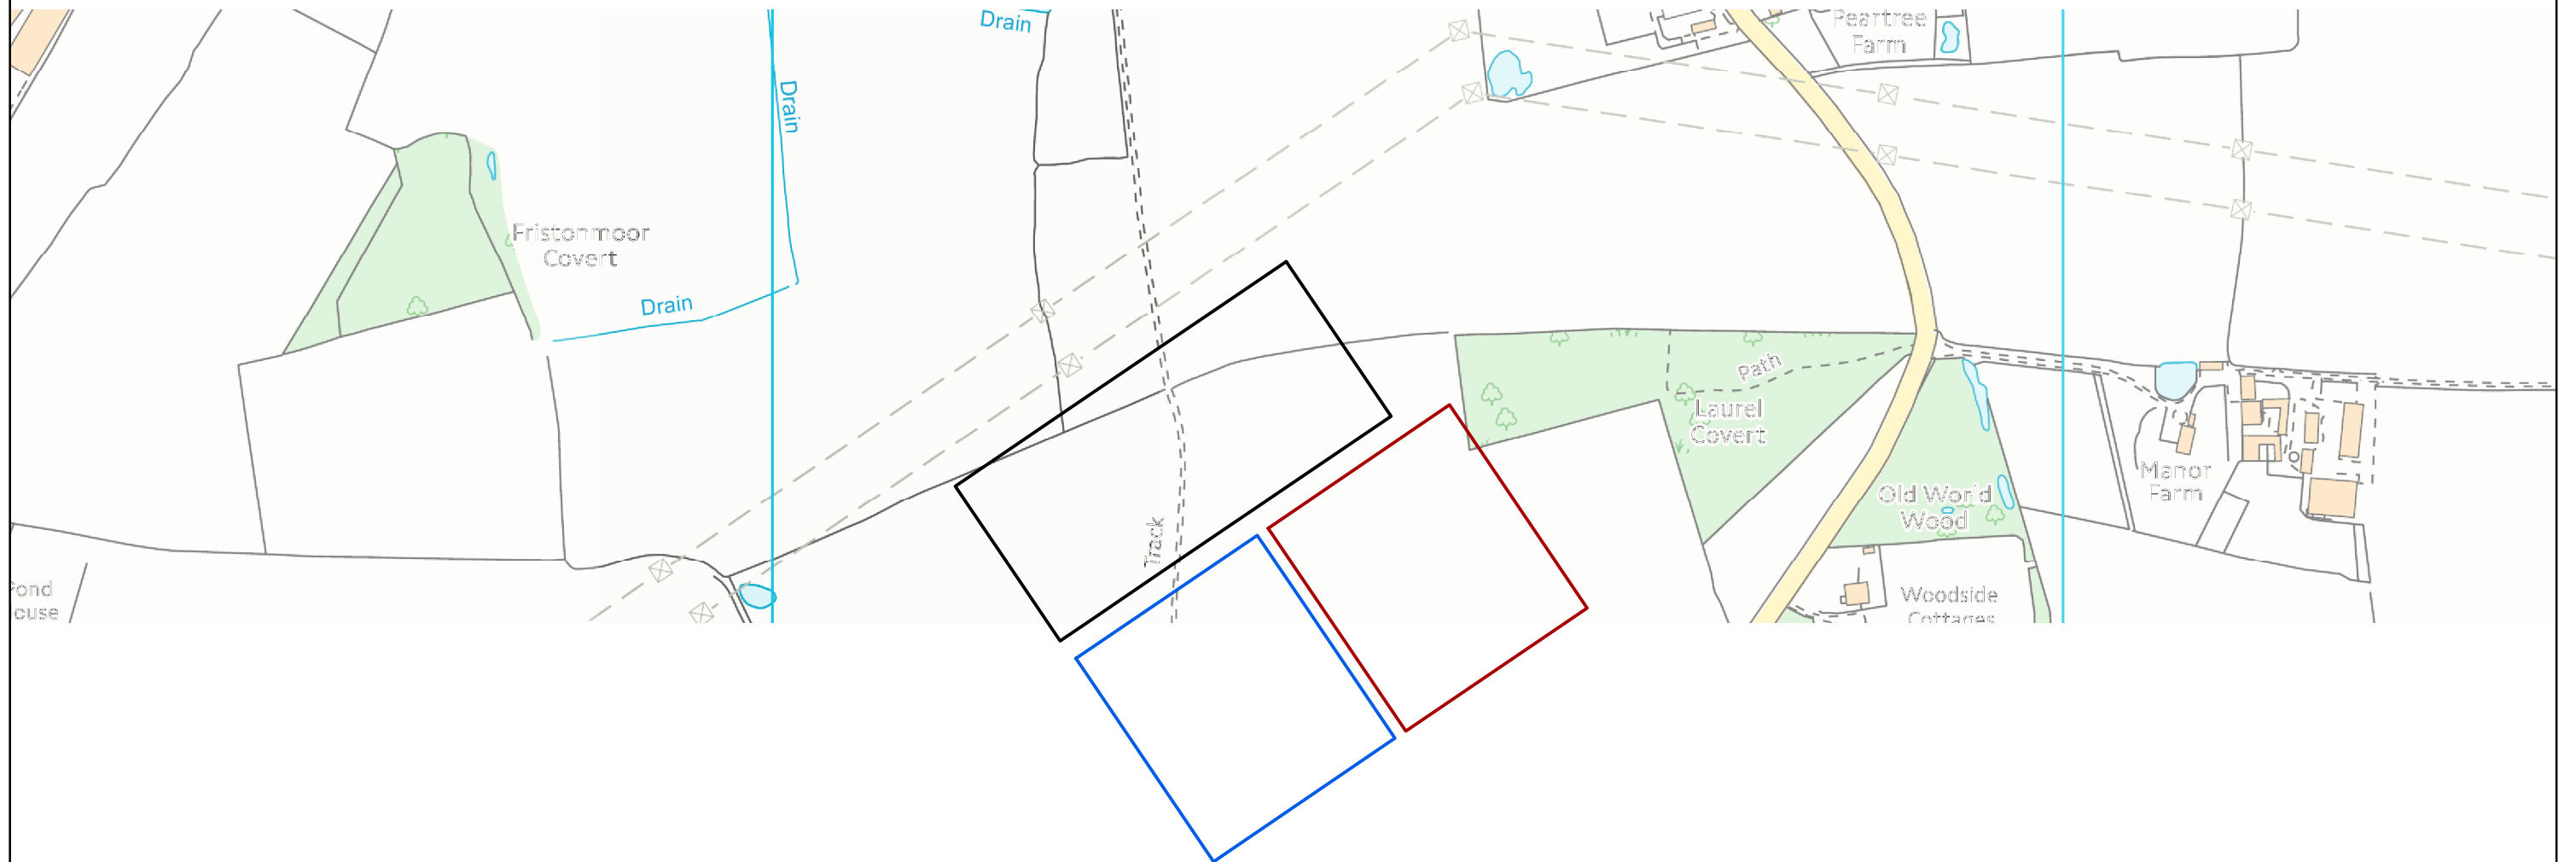 Drain
Peartree
Farm
Drain
Fristonmoor
Covert
Drain
Path
Laurel
Covert
Manor
Farm
Old World
Wood
Track
Pond
ouse
Woodside
Cottages